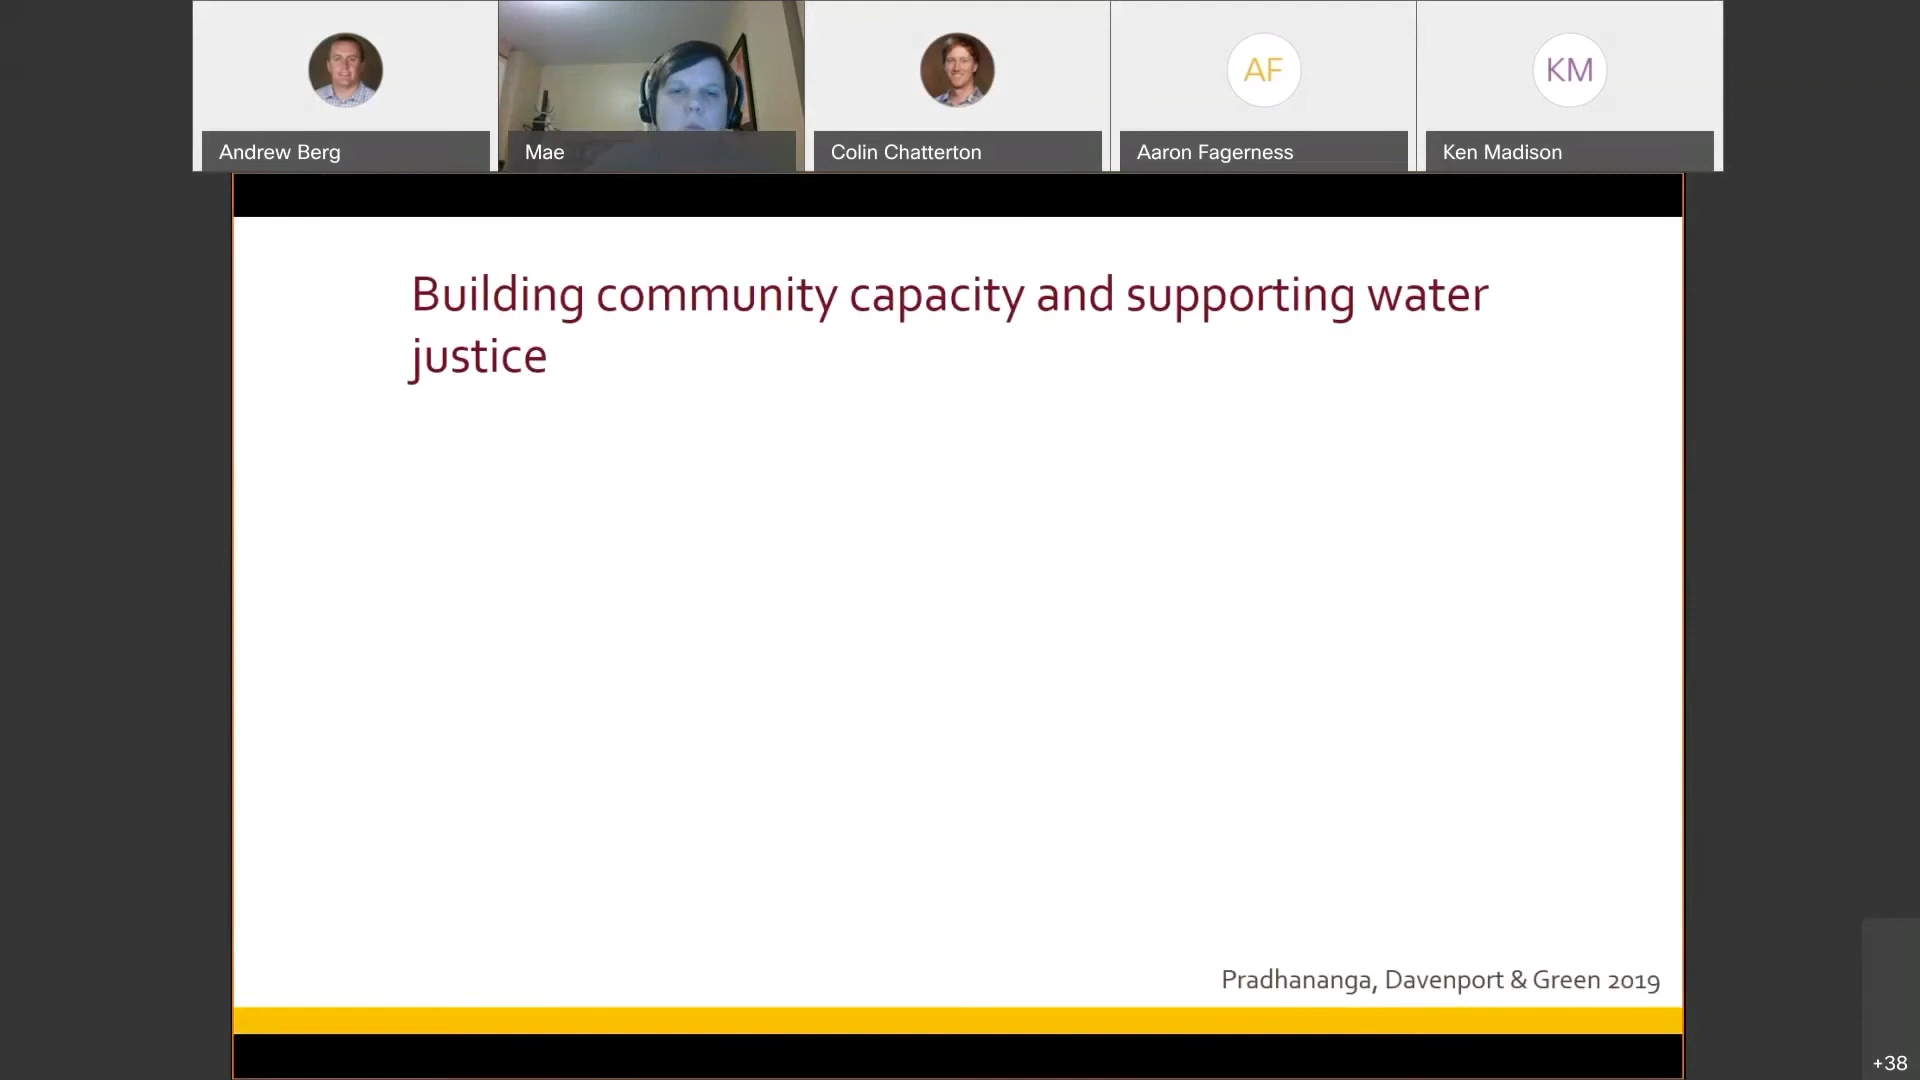 Andrew Berg
Mae
Colin Chatterton
AF
Aaron Fagerness
KM
Ken Madison
Building community capacity and supporting water
justice
Pradhananga, Davenport & Green 2019
+38